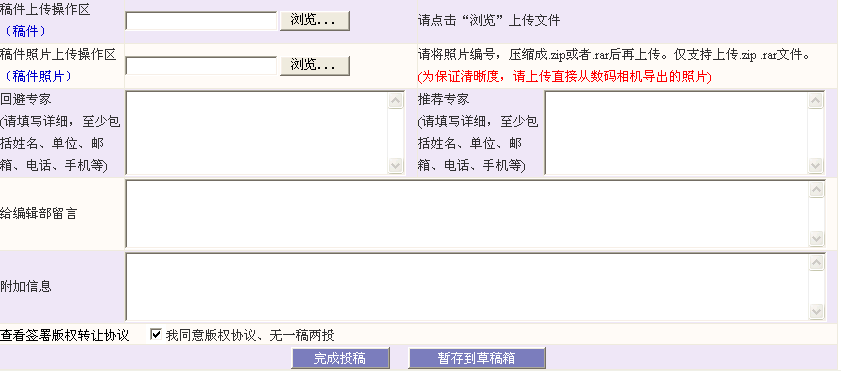 稿件上传操作区
（稿件）
浏览...
请点击“浏览”上传文件
稿件照片上传操作区
（稿件照片）
浏览...
请将照片编号，压缩成.zip或者.rar后再上传。仅支持上传.zip .rar文件。
(为保证清晰度，请上传直接从数码相机导出的照片)
回避专家
(请填写详细，至少包
括姓名、单位、邮
箱、电话、手机等)
推荐专家
(请填写详细，至少包
括姓名、单位、邮
箱、电话、手机等)
给编辑部留言
附加信息
查看签署版权转让协议
我同意版权协议、无一稿两投
完成投稿
暂存到草稿箱